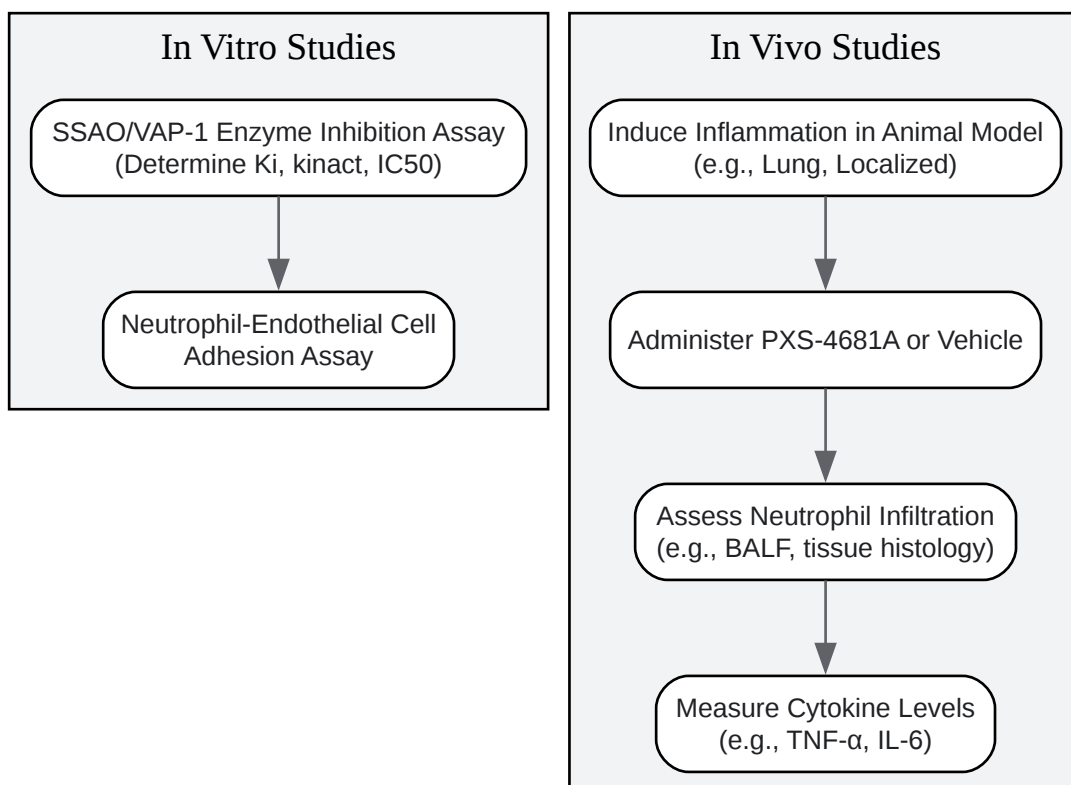 In Vitro Studies
SSAO/VAP-1 Enzyme Inhibition Assay
(Determine Ki, kinact, IC50)
Neutrophil-Endothelial Cell
Adhesion Assay
In Vivo Studies
Induce Inflammation in Animal Model
(e.g., Lung, Localized)
Administer PXS-4681A or Vehicle
Assess Neutrophil Infiltration
(e.g., BALF, tissue histology)
Measure Cytokine Levels
(e.g., TNF-α, IL-6)